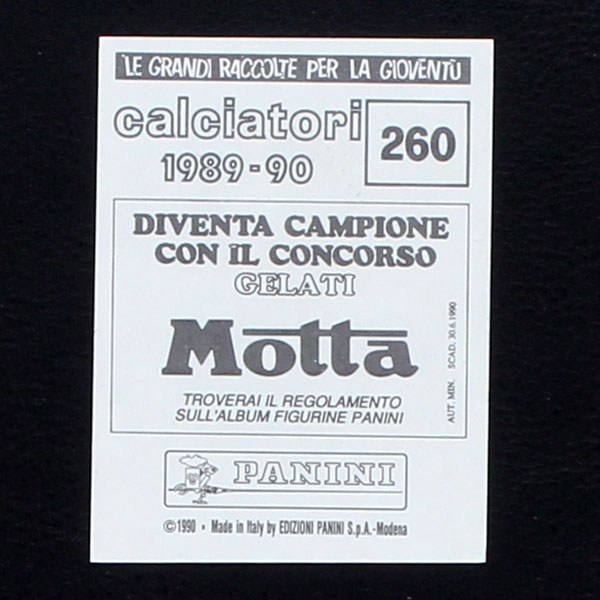 LE GRANDI RACCOLTE PER LA GIOVENTÙ
calciatori
1989-90
260
DIVENTA CAMPIONE
CON IL CONCORSO
GELATI
Motta
TROVERAI IL REGOLAMENTO
SULL'ALBUM FIGURINE PANINI
AUT. MIN. SCAD. 30.6.1990
PANINI
©1990 • Made in Italy by EDIZIONI PANINI S.p.A.-Modena